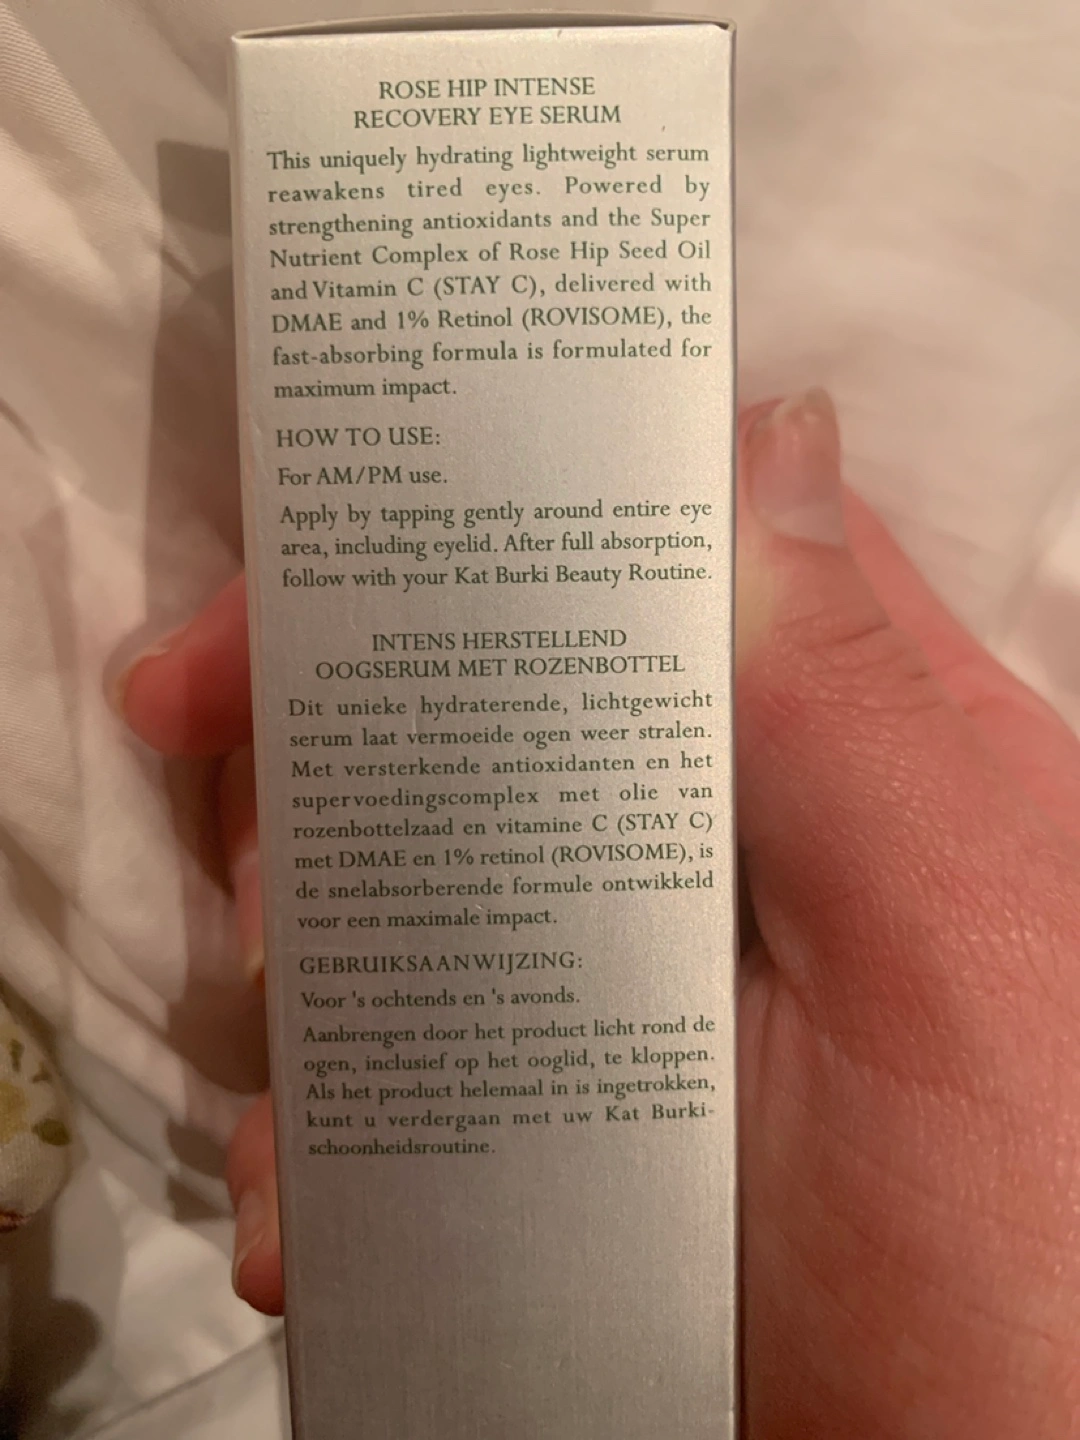 ROSE HIP INTENSE
RECOVERY EYE SERUM
This uniquely hydrating lightweight serum
reawakens tired eyes. Powered by
strengthening antioxidants and the Super
Nutrient Complex of Rose Hip Seed Oil
and Vitamin C (STAY C), delivered with
DMAE and 1% Retinol (ROVISOME), the
fast-absorbing formula is formulated for
maximum impact.
HOW TO USE:
For AM/PM use.
Apply by tapping gently around entire eye
area, including eyelid. After full absorption,
follow with your Kat Burki Beauty Routine.
INTENS HERSTELLEND
OOGSERUM MET ROZENBOTTEL
Dit unieke hydraterende, lichtgewicht
serum laat vermoeide ogen weer stralen.
Met versterkende antioxidanten en het
supervoedingscomplex met olie van
rozenbottelzaad en vitamine C (STAY C)
met DMAE en 1% retinol (ROVISOME), is
de snelabsorberende formule ontwikkeld
voor een maximale impact.
GEBRUIKSAANWIJZING:
Voor 's ochtends en 's avonds.
Aanbrengen door het product licht rond de
ogen, inclusief op het ooglid, te kloppen.
Als het product helemaal in is ingetrokken,
kunt u verdergaan met uw Kat Burki-
schoonheidsroutine.